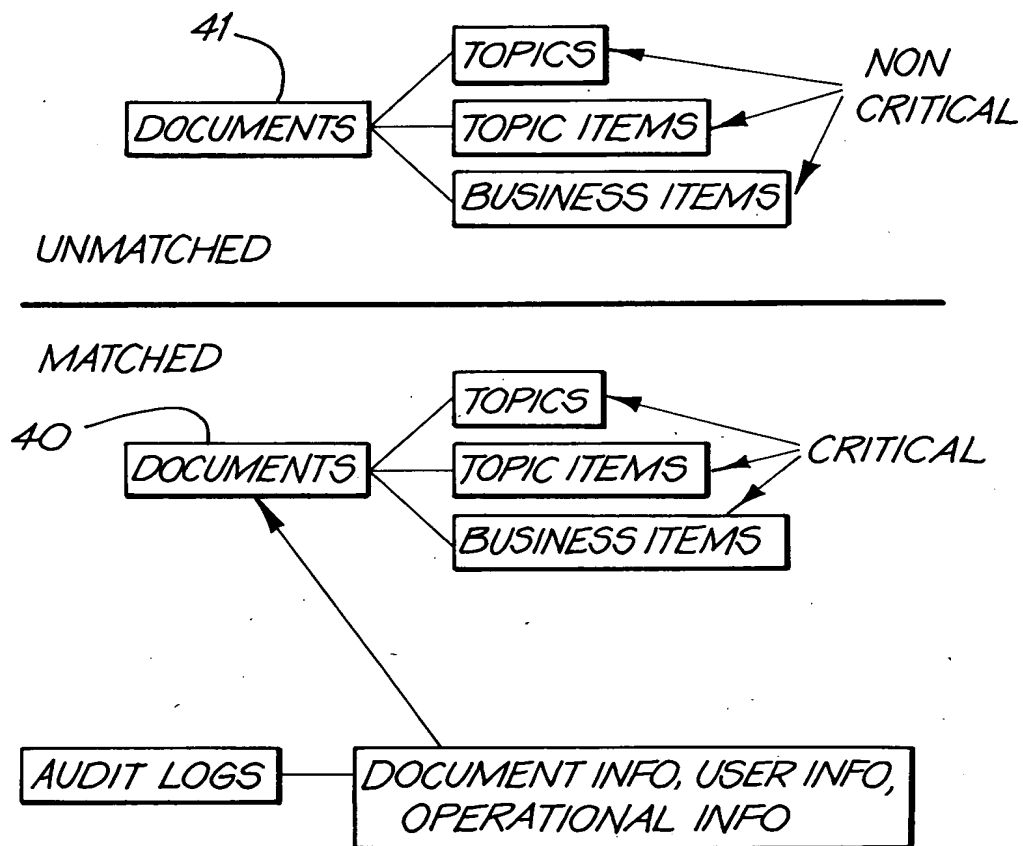 41
TOPICS
NON
CRITICAL
DOCUMENTS
TOPIC ITEMS
BUSINESS ITEMS
UNMATCHED
MATCHED
40
TOPICS
DOCUMENTS
TOPIC ITEMS
CRITICAL
BUSINESS ITEMS
AUDIT LOGS
DOCUMENT INFO, USER INFO,
OPERATIONAL INFO